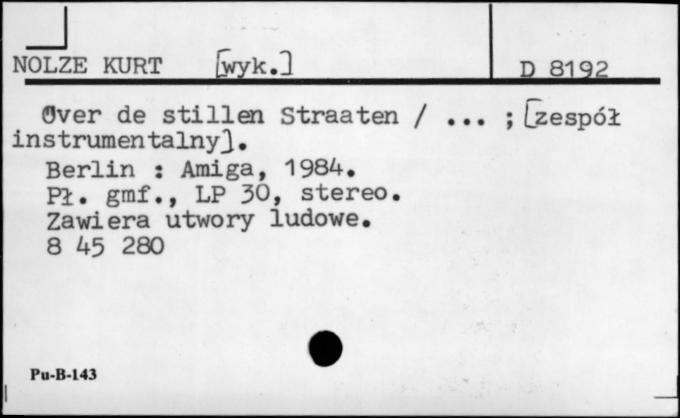 NOLZE KURT [wyk.] D 8192
Over de stillen Straaten / ... ; [zespół
instrumentalny].
Berlin : Amiga, 1984.
Pł. gmf., LP 30, stereo.
Zawiera utwory ludowe.
8 45 280
Pu-B-143